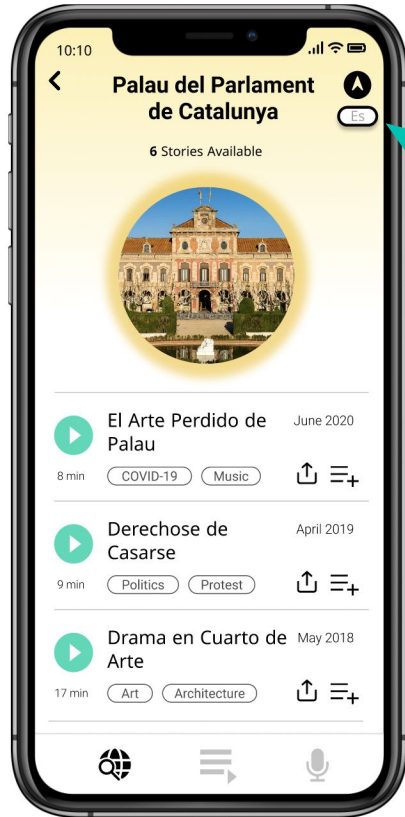 10:10
Palau del Parlament
de Catalunya
Es
6 Stories Available
El Arte Perdido de
Palau
June 2020
8 min
COVID-19
Music
Derechose de
Casarse
April 2019
9 min
Politics
Protest
Drama en Cuarto de
Arte
May 2018
17 min
Art
Architecture